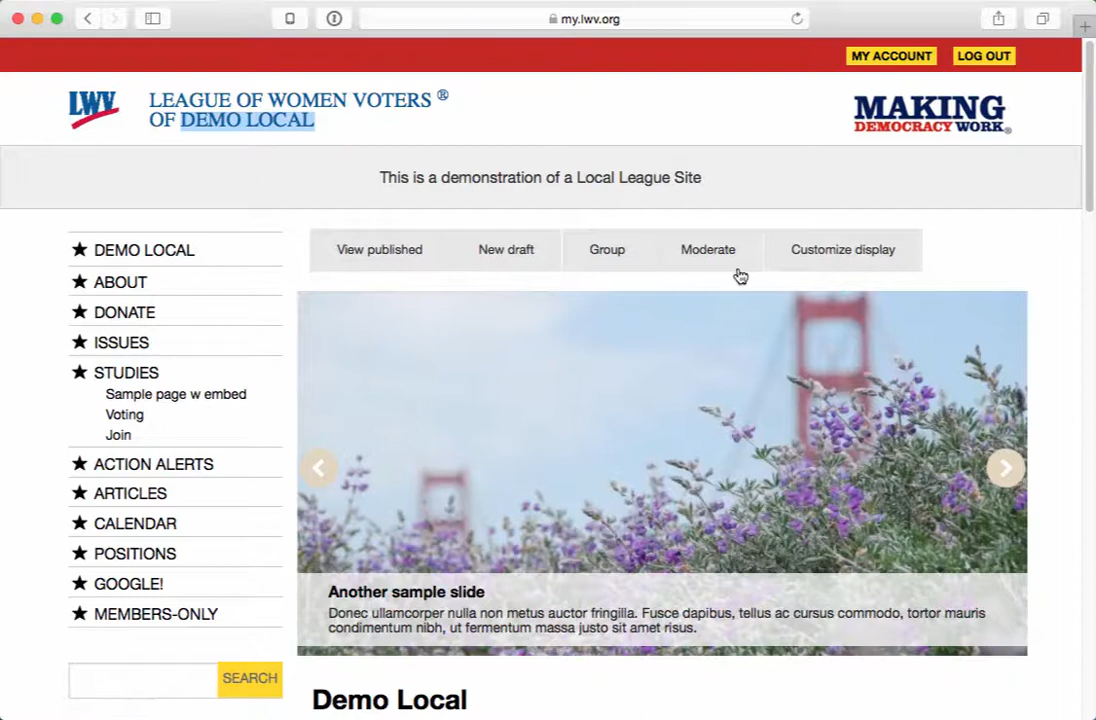 my.lwv.org
MY ACCOUNT
LOG OUT
LWV
LEAGUE OF WOMEN VOTERS ®
OF DEMO LOCAL
MAKING
DEMOCRACY WORK®
This is a demonstration of a Local League Site
View published
New draft
Group
Moderate
Customize display
DEMO LOCAL
ABOUT
DONATE
ISSUES
STUDIES
Sample page w embed
Voting
Join
ACTION ALERTS
ARTICLES
CALENDAR
POSITIONS
GOOGLE!
MEMBERS-ONLY
SEARCH
Another sample slide
Donec ullamcorper nulla non metus auctor fringilla. Fusce dapibus, tellus ac cursus commodo, tortor mauris
condimentum nibh, ut fermentum massa justo sit amet risus.
Demo Local